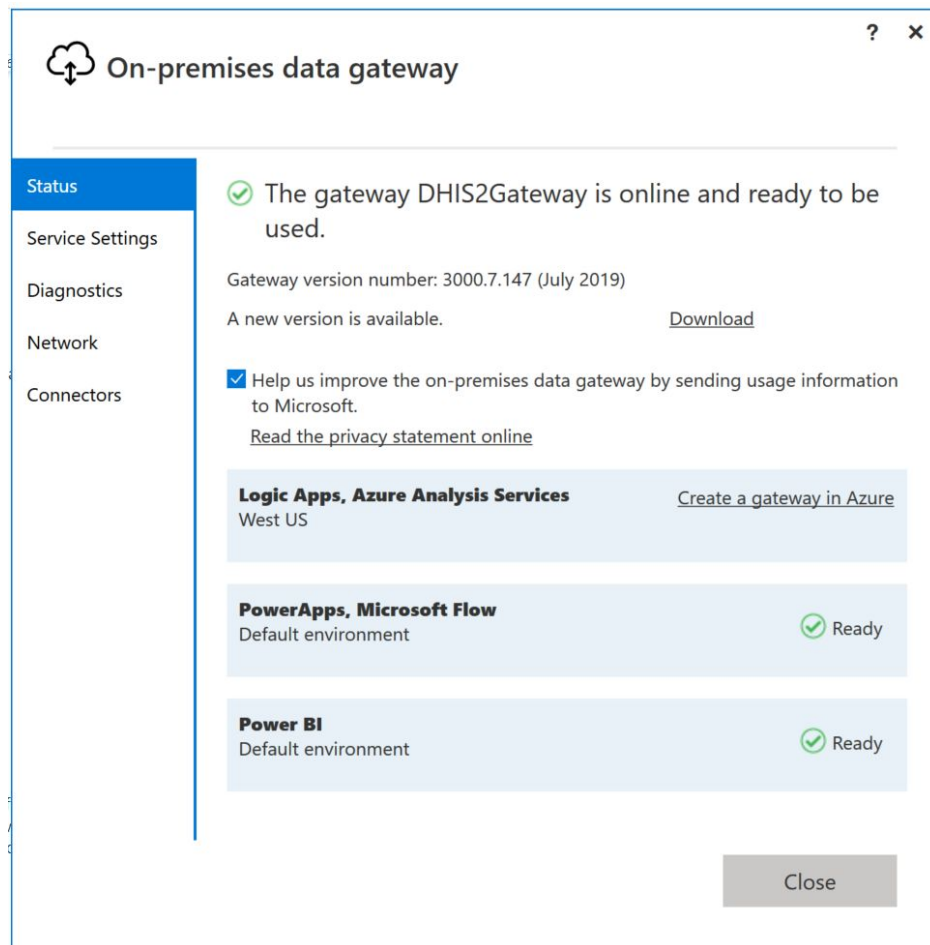 ? ×
On-premises data gateway
Status
Service Settings
Diagnostics
Network
Connectors
The gateway DHIS2Gateway is online and ready to be
used.
Gateway version number: 3000.7.147 (July 2019)
A new version is available. Download
Help us improve the on-premises data gateway by sending usage information
to Microsoft.
Read the privacy statement online
Logic Apps, Azure Analysis Services Create a gateway in Azure
West US
PowerApps, Microsoft Flow
Default environment Ready
Power BI
Default environment Ready
Close